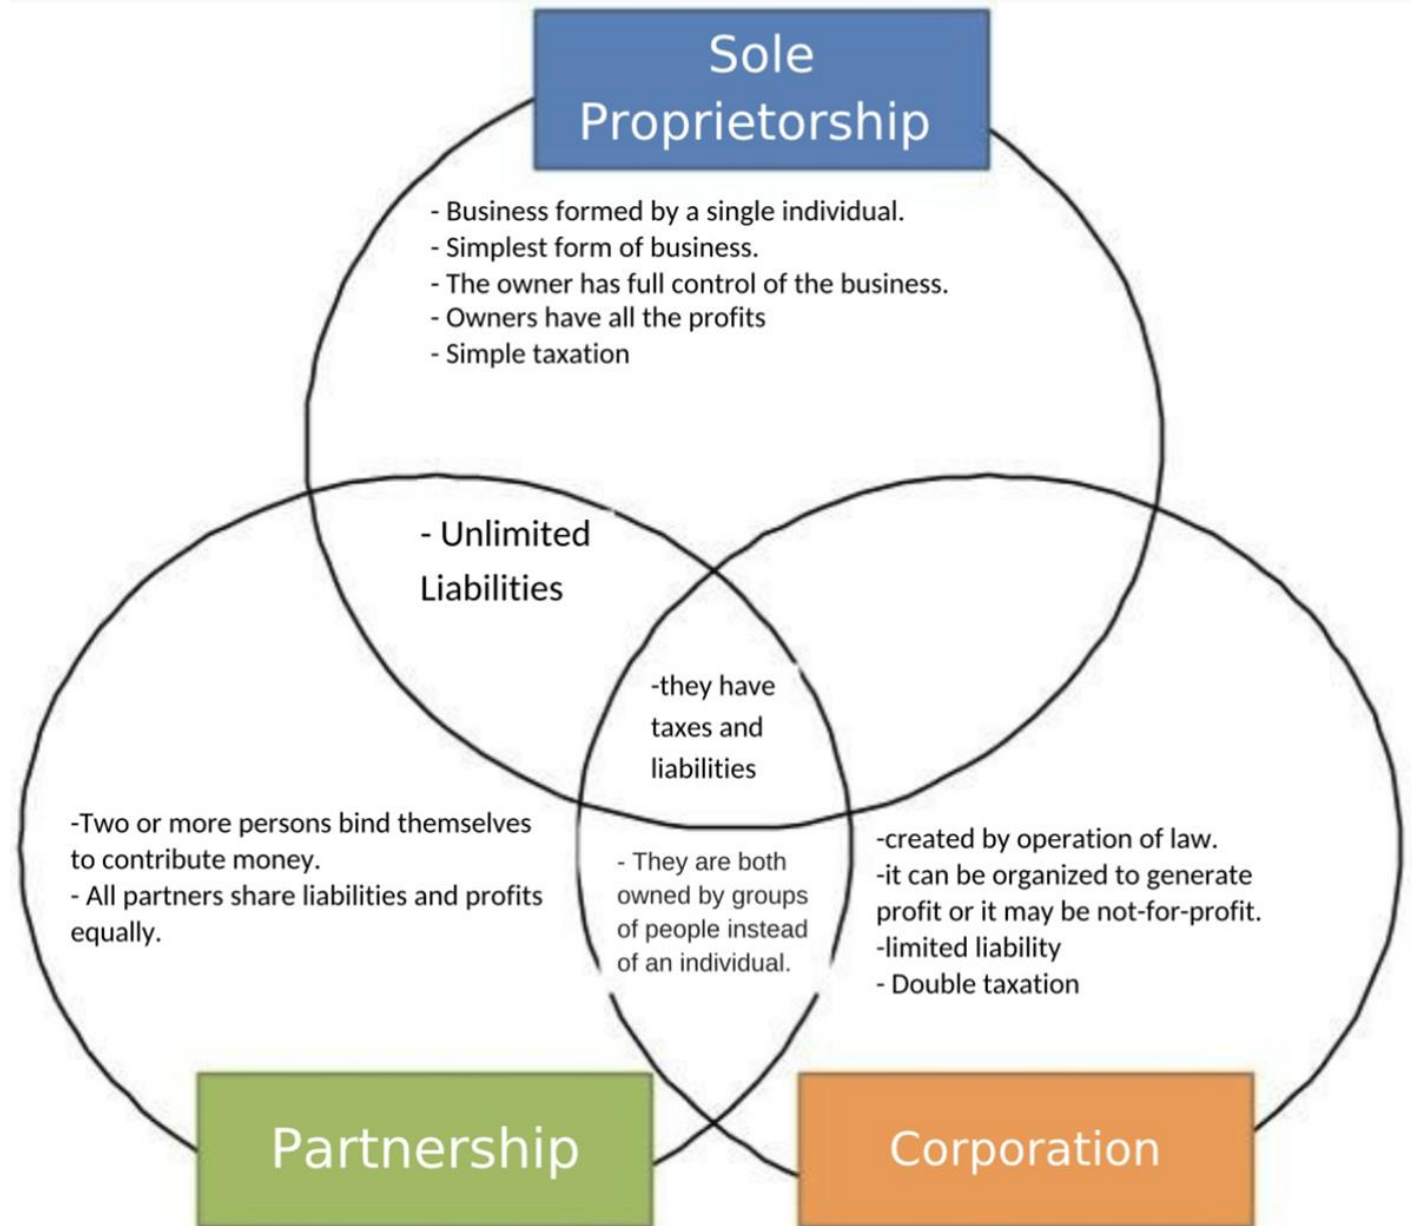 Sole
Proprietorship
- Business formed by a single individual.
- Simplest form of business.
- The owner has full control of the business.
- Owners have all the profits
- Simple taxation
- Unlimited
Liabilities
-they have
taxes and
liabilities
-Two or more persons bind themselves
to contribute money.
- All partners share liabilities and profits
equally.
- They are both
owned by groups
of people instead
of an individual.
-created by operation of law.
-it can be organized to generate
profit or it may be not-for-profit.
-limited liability
- Double taxation
Partnership
Corporation